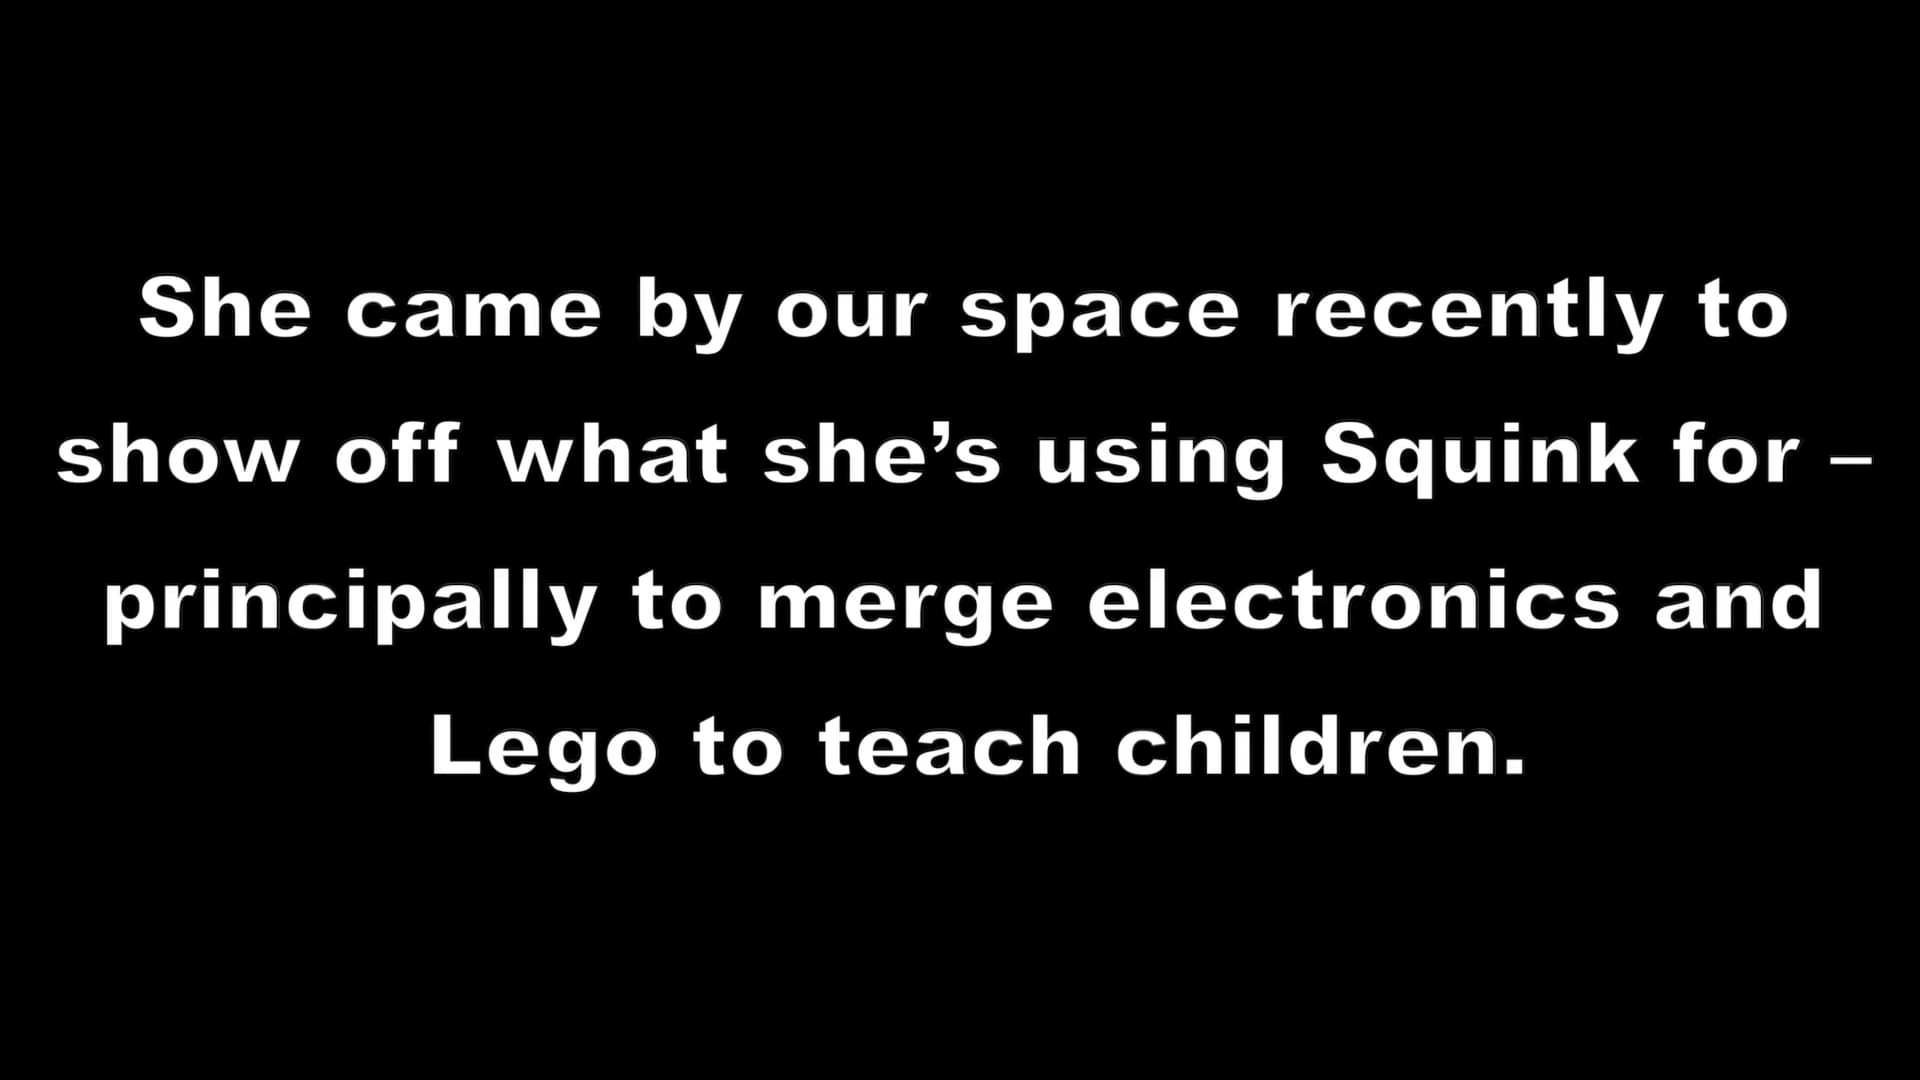 She came by our space recently to
show off what she’s using Squink for –
principally to merge electronics and
Lego to teach children.